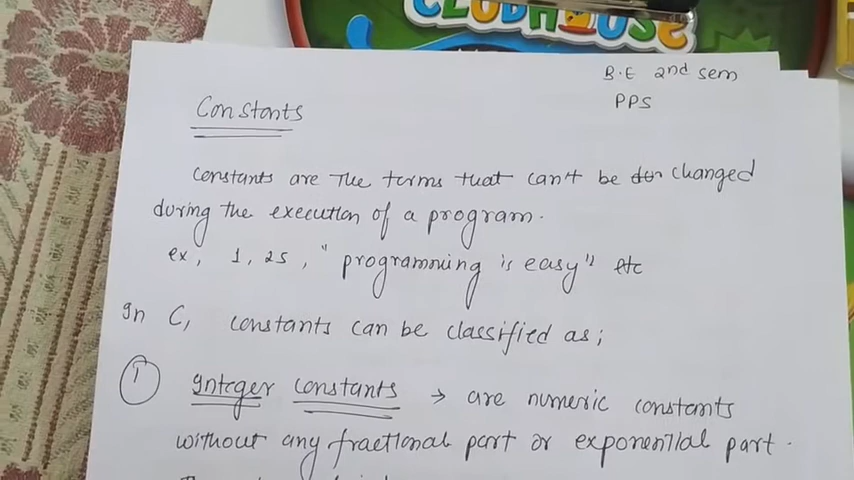 CLUBHOUSE
B.E 2nd sem
PPS
Constants
Constants are the terms that can't be changed
during the execution of a program.
ex, 1, 25, "programming is easy" etc
In C, constants can be classified as;
1 Integer constants → are numeric constants
without any fractional part or exponential part.